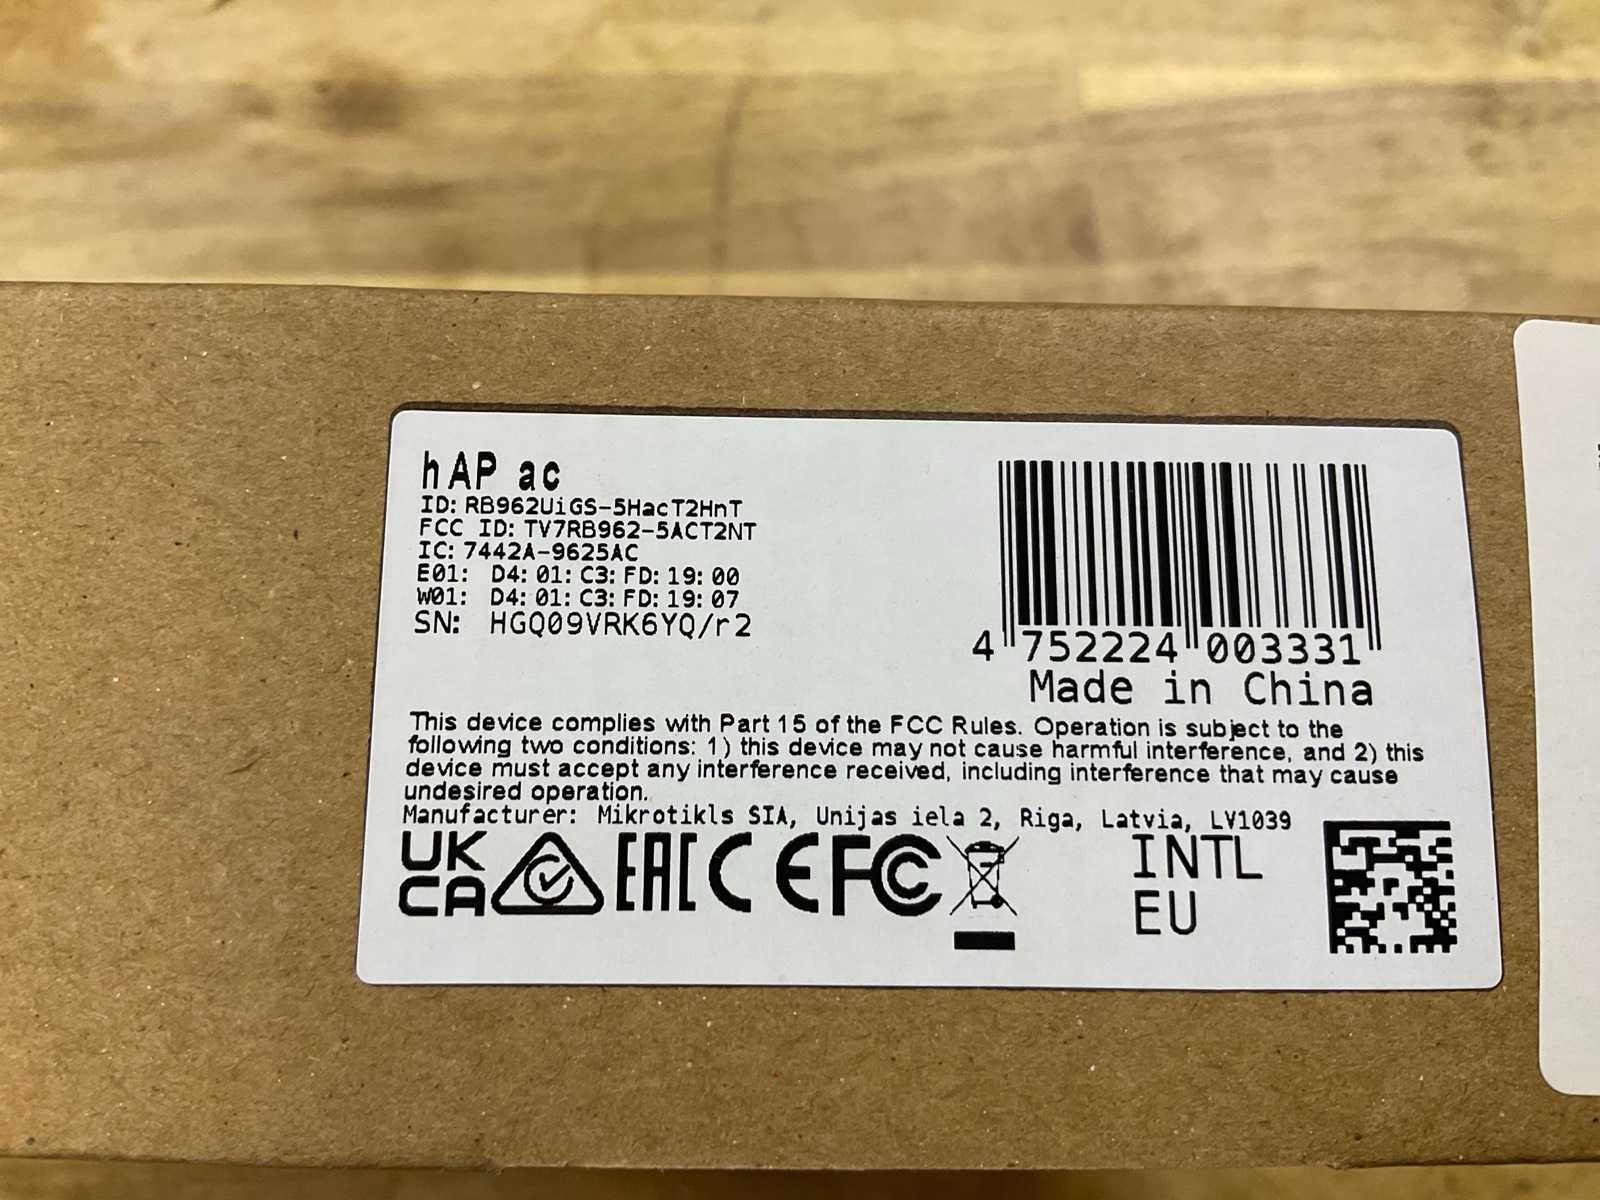 hAP ac
ID: RB962UiGS-5HacT2HnT
FCC ID: TV7RB962-5ACT2NT
IC: 7442A-9625AC
E01: D4:01:C3:FD:19:00
W01: D4:01:C3:FD:19:07
SN: HGQ09VRK6YQ/r2
4 752224 003331
Made in China
This device complies with Part 15 of the FCC Rules. Operation is subject to the
following two conditions: 1) this device may not cause harmful interference, and 2) this
device must accept any interference received, including interference that may cause
undesired operation.
Manufacturer: Mikrotikls SIA, Unijas iela 2, Riga, Latvia, LV1039
UK
CA
EAC CE FC
INTL
EU